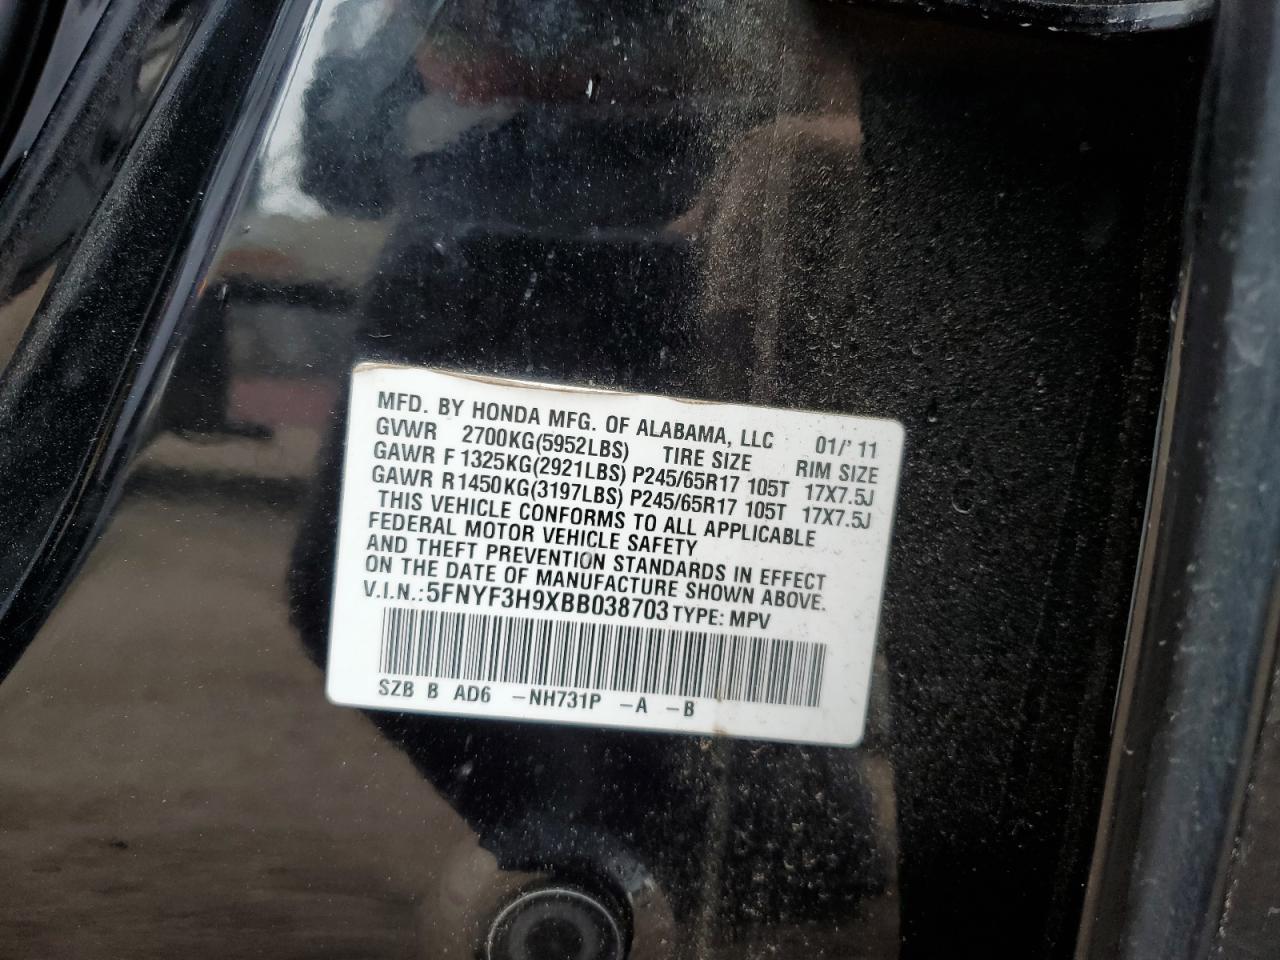 MFD. BY HONDA MFG. OF ALABAMA, LLC 01/' 11
GVWR 2700KG(5952LBS) TIRE SIZE RIM SIZE
GAWR F 1325KG(2921LBS) P245/65R17 105T 17X7.5J
GAWR R1450KG(3197LBS) P245/65R17 105T 17X7.5J
THIS VEHICLE CONFORMS TO ALL APPLICABLE
FEDERAL MOTOR VEHICLE SAFETY
AND THEFT PREVENTION STANDARDS IN EFFECT
ON THE DATE OF MANUFACTURE SHOWN ABOVE.
V.I.N.: 5FNYF3H9XBB038703 TYPE: MPV
SZB B AD6 -NH731P -A -B